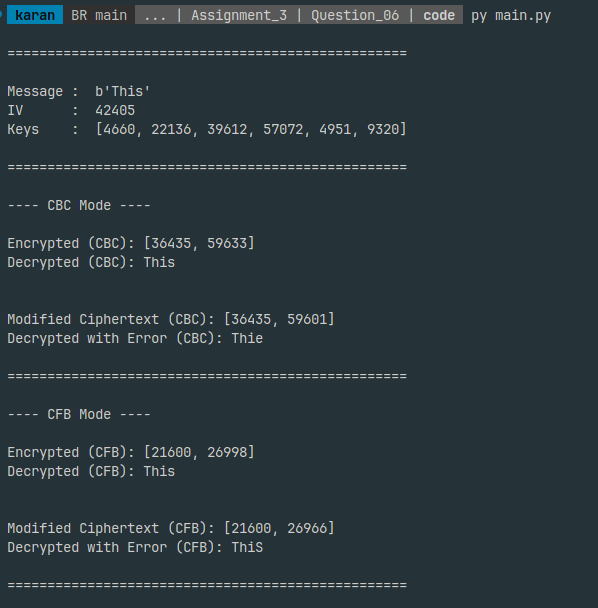 karan BR main ... | Assignment_3 | Question_06 | code py main.py
==================================================
Message :  b'This'
IV      :  42405
Keys    :  [4660, 22136, 39612, 57072, 4951, 9320]
==================================================
---- CBC Mode ----
Encrypted (CBC): [36435, 59633]
Decrypted (CBC): This
Modified Ciphertext (CBC): [36435, 59601]
Decrypted with Error (CBC): Thie
==================================================
---- CFB Mode ----
Encrypted (CFB): [21600, 26998]
Decrypted (CFB): This
Modified Ciphertext (CFB): [21600, 26966]
Decrypted with Error (CFB): ThiS
==================================================